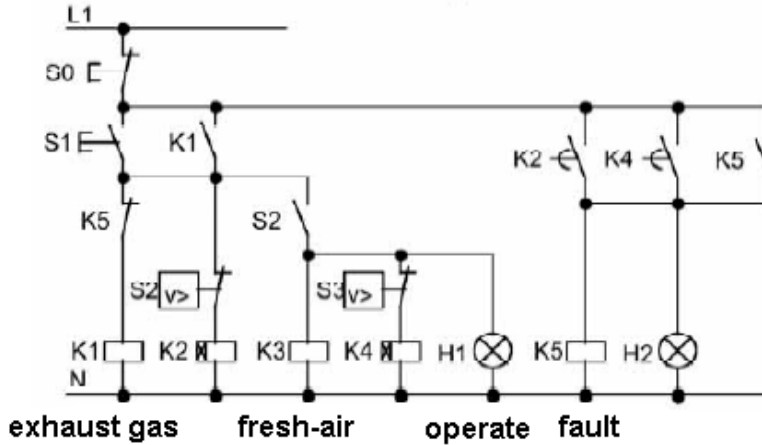 L1
S0
S1 K1 K2 K4 K5
K5 S2
S2 v> S3 v>
K1 K2 K3 K4 H1 K5 H2
N
exhaust gas fresh-air operate fault